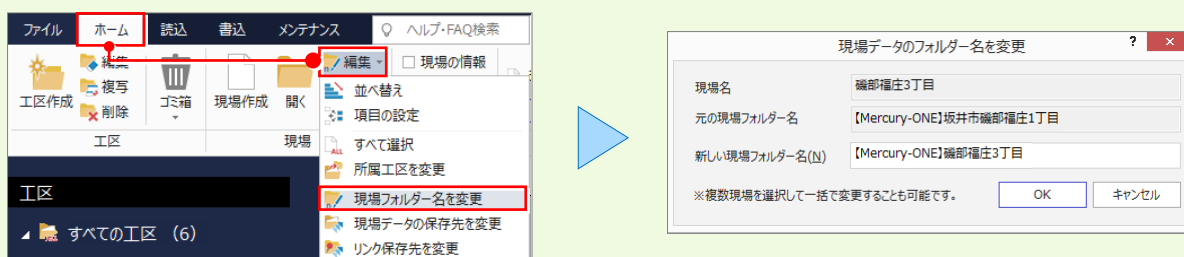 ファイル ホーム 読込 書込 メンテナンス ヘルプ・FAQ検索
工区作成 編集 複写 削除 ゴミ箱 現場作成 開く 編集 現場の情報
工区 現場
並べ替え
項目の設定
ALL すべて選択
所属工区を変更
現場フォルダー名を変更
現場データの保存先を変更
リンク保存先を変更
工区
すべての工区 (6)
現場データのフォルダー名を変更 ? ×
現場名 磯部福庄3丁目
元の現場フォルダー名 【Mercury-ONE】坂井市磯部福庄1丁目
新しい現場フォルダー名(N) 【Mercury-ONE】磯部福庄3丁目
※複数現場を選択して一括で変更することも可能です。 OK キャンセル